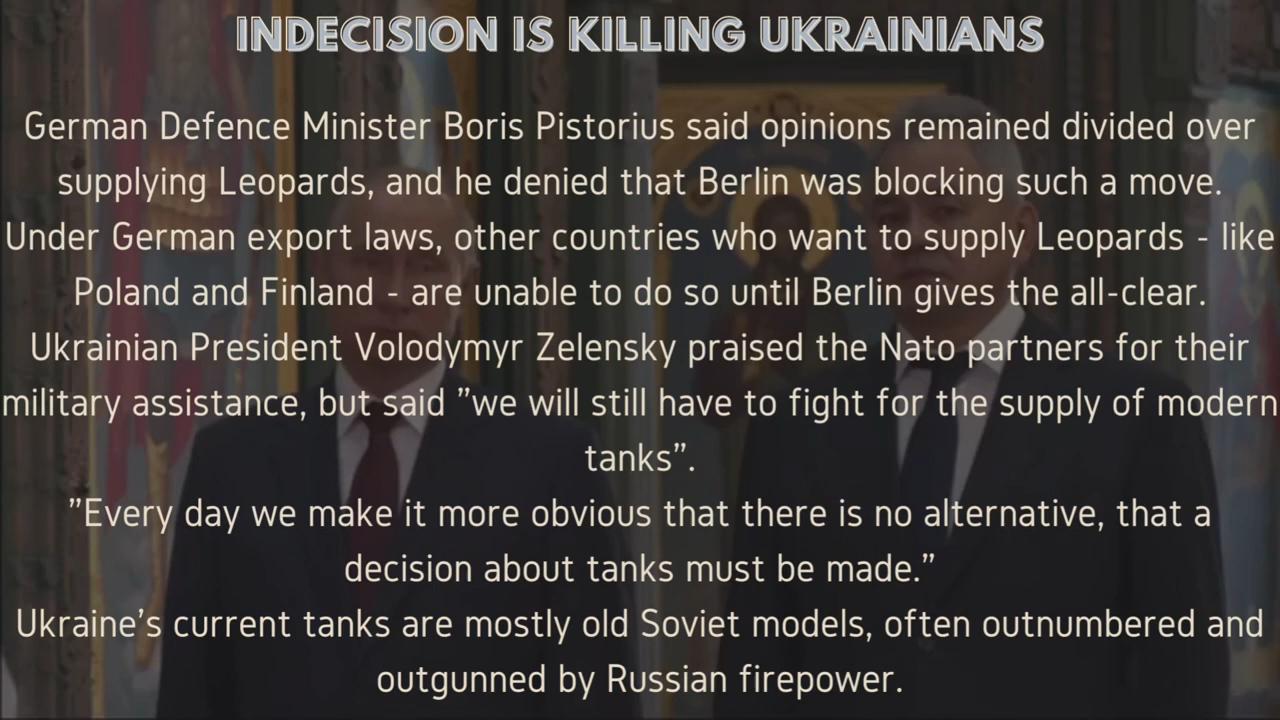 INDECISION IS KILLING UKRAINIANS
German Defence Minister Boris Pistorius said opinions remained divided over
supplying Leopards, and he denied that Berlin was blocking such a move.
Under German export laws, other countries who want to supply Leopards - like
Poland and Finland - are unable to do so until Berlin gives the all-clear.
Ukrainian President Volodymyr Zelensky praised the Nato partners for their
military assistance, but said ”we will still have to fight for the supply of modern
tanks”.
”Every day we make it more obvious that there is no alternative, that a
decision about tanks must be made.”
Ukraine’s current tanks are mostly old Soviet models, often outnumbered and
outgunned by Russian firepower.